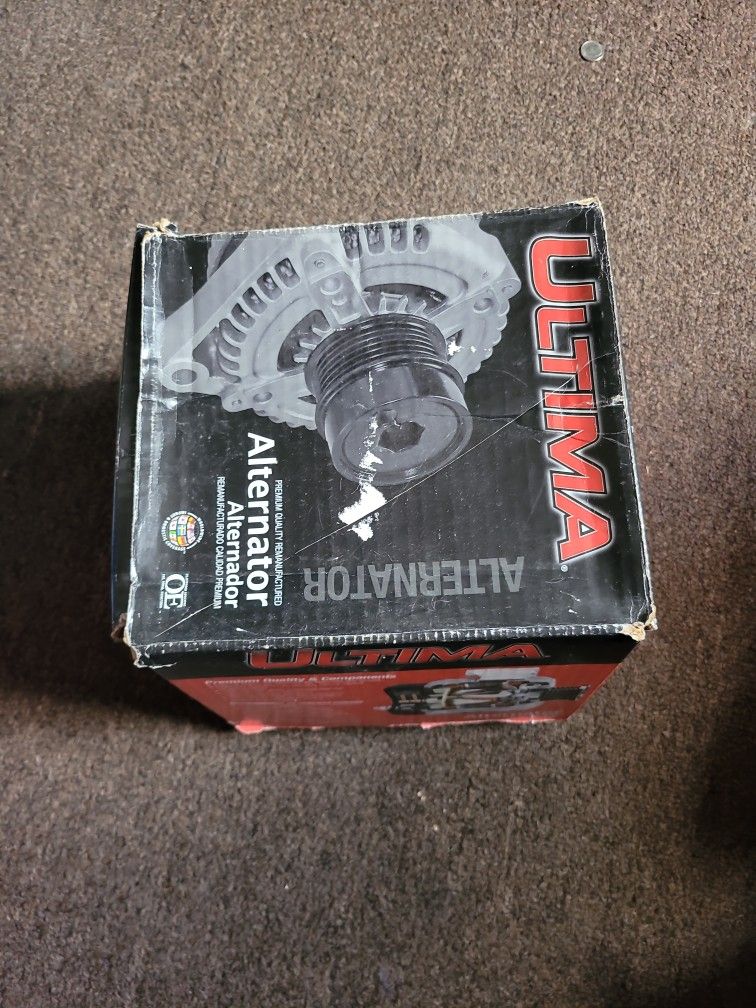 ULTIMA®
ALTERNATOR
PREMIUM QUALITY REMANUFACTURED
Alternator
Alternador
REMANUFACTURADO CALIDAD PREMIUM
OE
ULTIMA
Premium Quality & Components